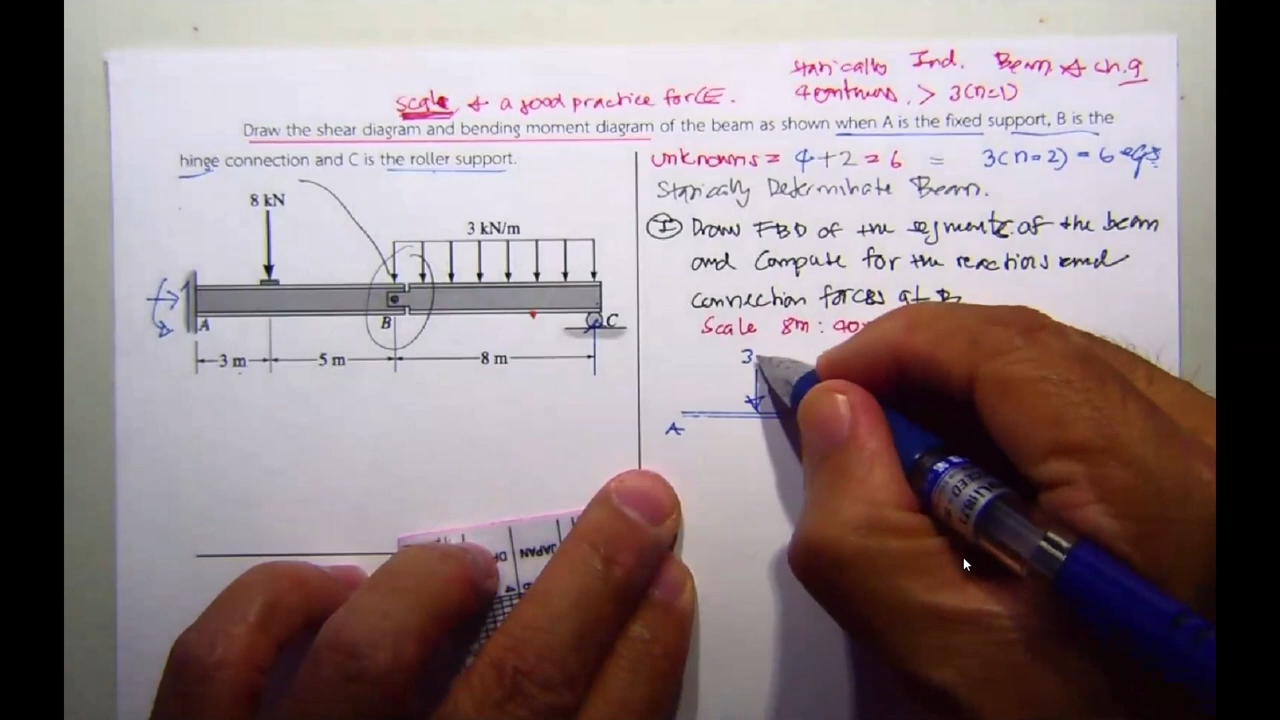 Statically Ind. Beam ch.9
scale a good practice for CE.
4 > 3(n=1)
Draw the shear diagram and bending moment diagram of the beam as shown when A is the fixed support, B is the
hinge connection and C is the roller support.
unknowns = 4+2 = 6 = 3(n=2) = 6 eqs
Statically Determinate Beam.
I Draw FBD of the segments of the beam
and compute for the reactions and
connection forces at B
Scale 8m :
8 kN
3 kN/m
A
B
C
3 m
5 m
8 m
3
A
JAPAN